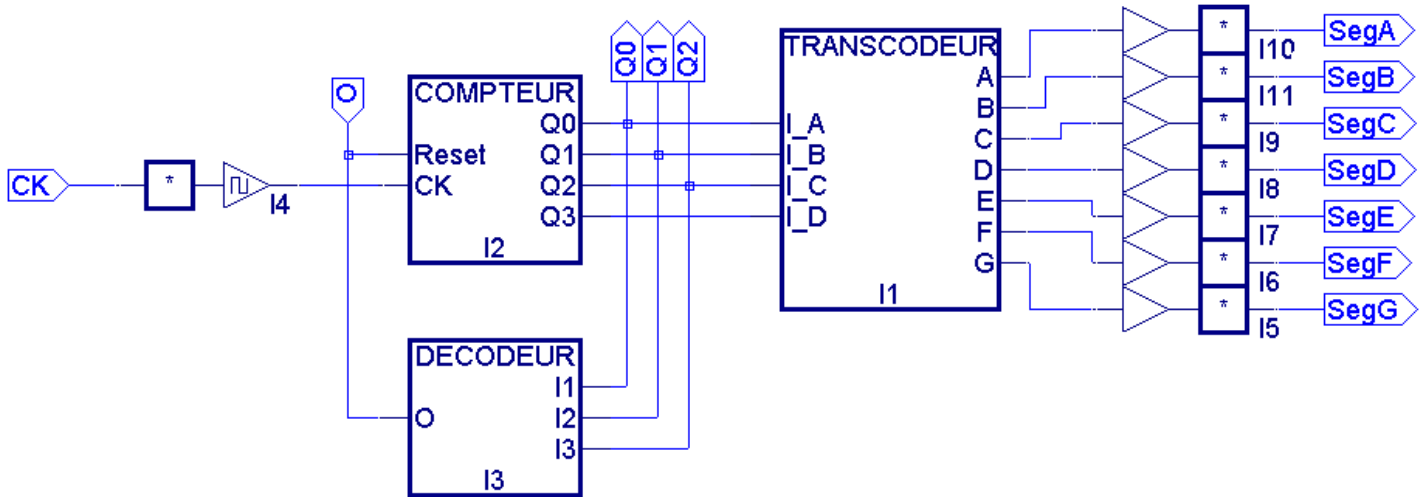 CK
*
I4
O
COMPTEUR
Reset
CK
Q0
Q1
Q2
Q3
I2
DECODEUR
O
I1
I2
I3
I3
Q0
Q1
Q2
TRANSCODEUR
I_A
I_B
I_C
I_D
A
B
C
D
E
F
G
I1
*
I10
SegA
*
I11
SegB
*
I9
SegC
*
I8
SegD
*
I7
SegE
*
I6
SegF
*
I5
SegG